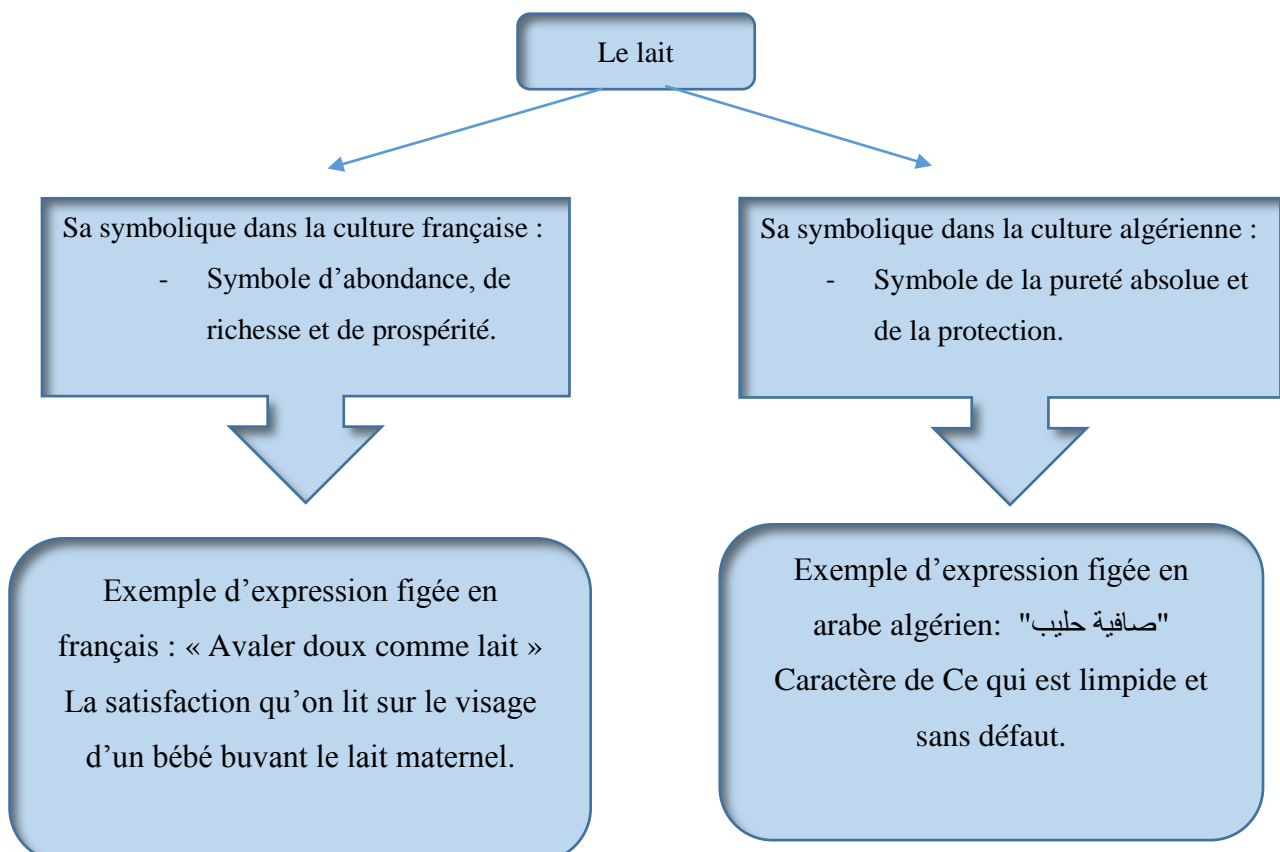 Le lait
Sa symbolique dans la culture française :
- Symbole d’abondance, de
richesse et de prospérité.
Sa symbolique dans la culture algérienne :
- Symbole de la pureté absolue et
de la protection.
Exemple d’expression figée en
français : « Avaler doux comme lait »
La satisfaction qu’on lit sur le visage
d’un bébé buvant le lait maternel.
Exemple d’expression figée en
arabe algérien: "صافية حليب"
Caractère de Ce qui est limpide et
sans défaut.